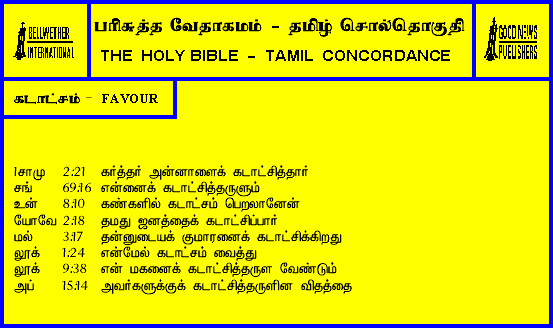 BELLWETHER
INTERNATIONAL
பரிசுத்த வேதாகமம் - தமிழ் சொல்தொகுதி
THE HOLY BIBLE - TAMIL CONCORDANCE
GOOD NEWS
PUBLISHERS
கடாட்சம் - FAVOUR
1சாமு 2:21 கர்த்தர் அன்னாளைக் கடாட்சித்தார்
சங் 69:16 என்னைக் கடாட்சித்தருளும்
உன் 8:10 கண்களில் கடாட்சம் பெறலானேன்
யோவே 2:18 தமது ஜனத்தைக் கடாட்சிப்பார்
மல் 3:17 தன்னுடையக் குமாரனைக் கடாட்சிக்கிறது
லூக் 1:24 என்மேல் கடாட்சம் வைத்து
லூக் 9:38 என் மகனைக் கடாட்சித்தருள வேண்டும்
அப் 15:14 அவர்களுக்குக் கடாட்சித்தருளின விதத்தை